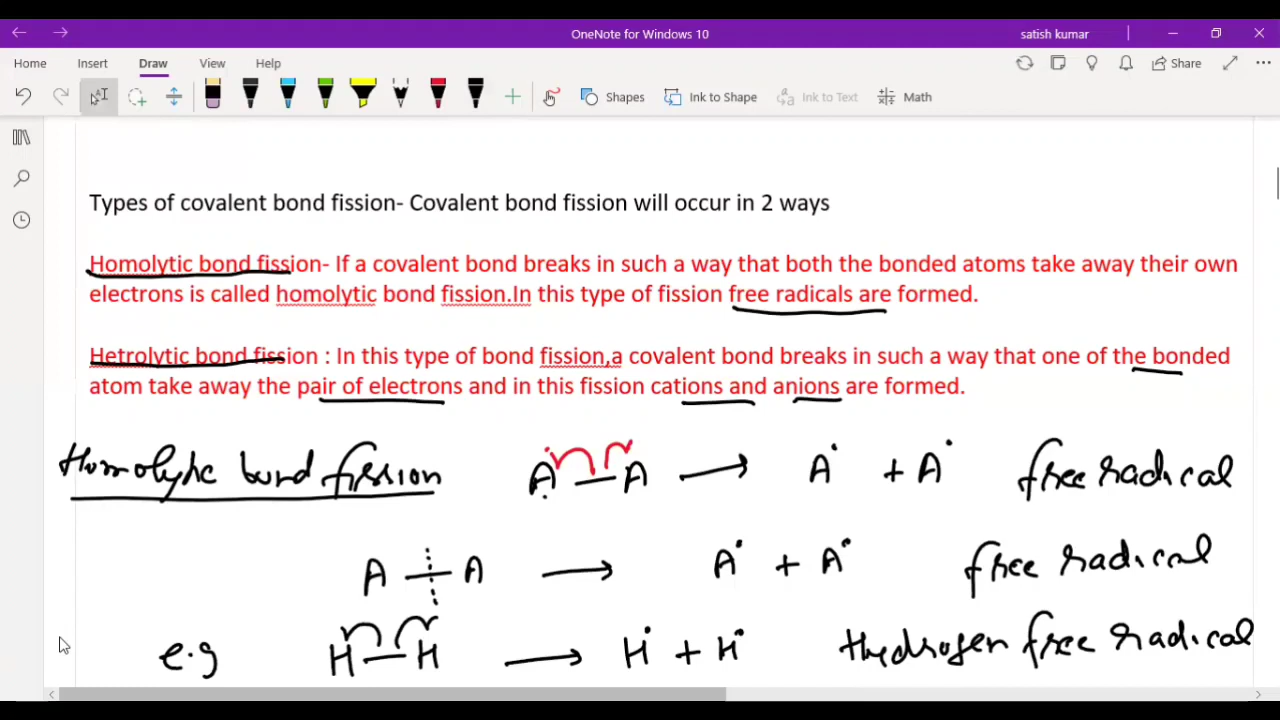 OneNote for Windows 10
satish kumar
Home Insert Draw View Help
Share
Shapes Ink to Shape Ink to Text Math
Types of covalent bond fission- Covalent bond fission will occur in 2 ways
Homolytic bond fission- If a covalent bond breaks in such a way that both the bonded atoms take away their own
electrons is called homolytic bond fission.In this type of fission free radicals are formed.
Hetrolytic bond fission : In this type of bond fission,a covalent bond breaks in such a way that one of the bonded
atom take away the pair of electrons and in this fission cations and anions are formed.
Homolytic bond fission A—A → A• + A• free radical
A—A → A• + A• free radical
e.g H—H → H• + H• Hydrogen free radical